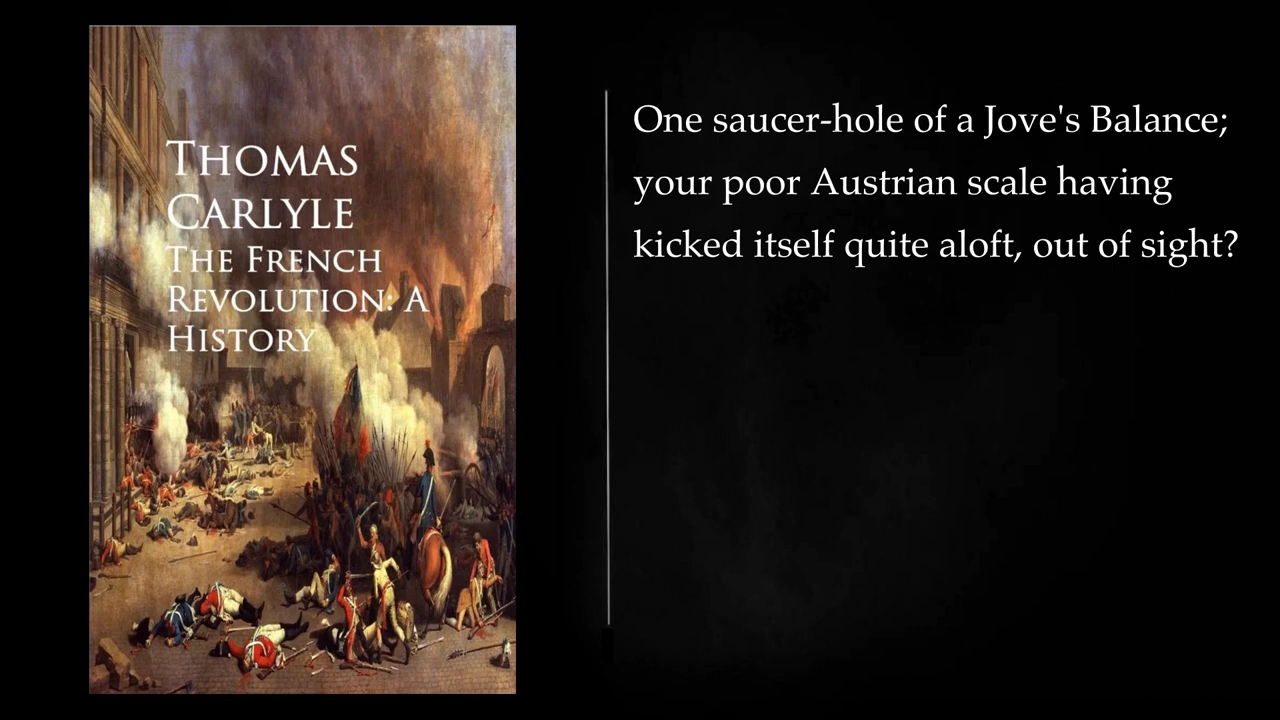 THOMAS
CARLYLE
THE FRENCH
REVOLUTION: A
HISTORY
One saucer-hole of a Jove's Balance;
your poor Austrian scale having
kicked itself quite aloft, out of sight?